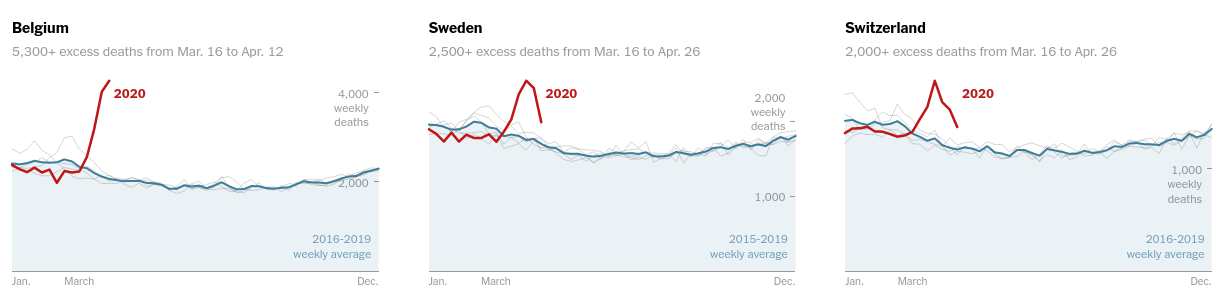 Belgium
5,300+ excess deaths from Mar. 16 to Apr. 12
2020
4,000
weekly
deaths
2,000
2016-2019
weekly average
Jan.
March
Dec.
Sweden
2,500+ excess deaths from Mar. 16 to Apr. 26
2020
2,000
weekly
deaths
1,000
2015-2019
weekly average
Jan.
March
Dec.
Switzerland
2,000+ excess deaths from Mar. 16 to Apr. 26
2020
1,000
weekly
deaths
2016-2019
weekly average
Jan.
March
Dec.